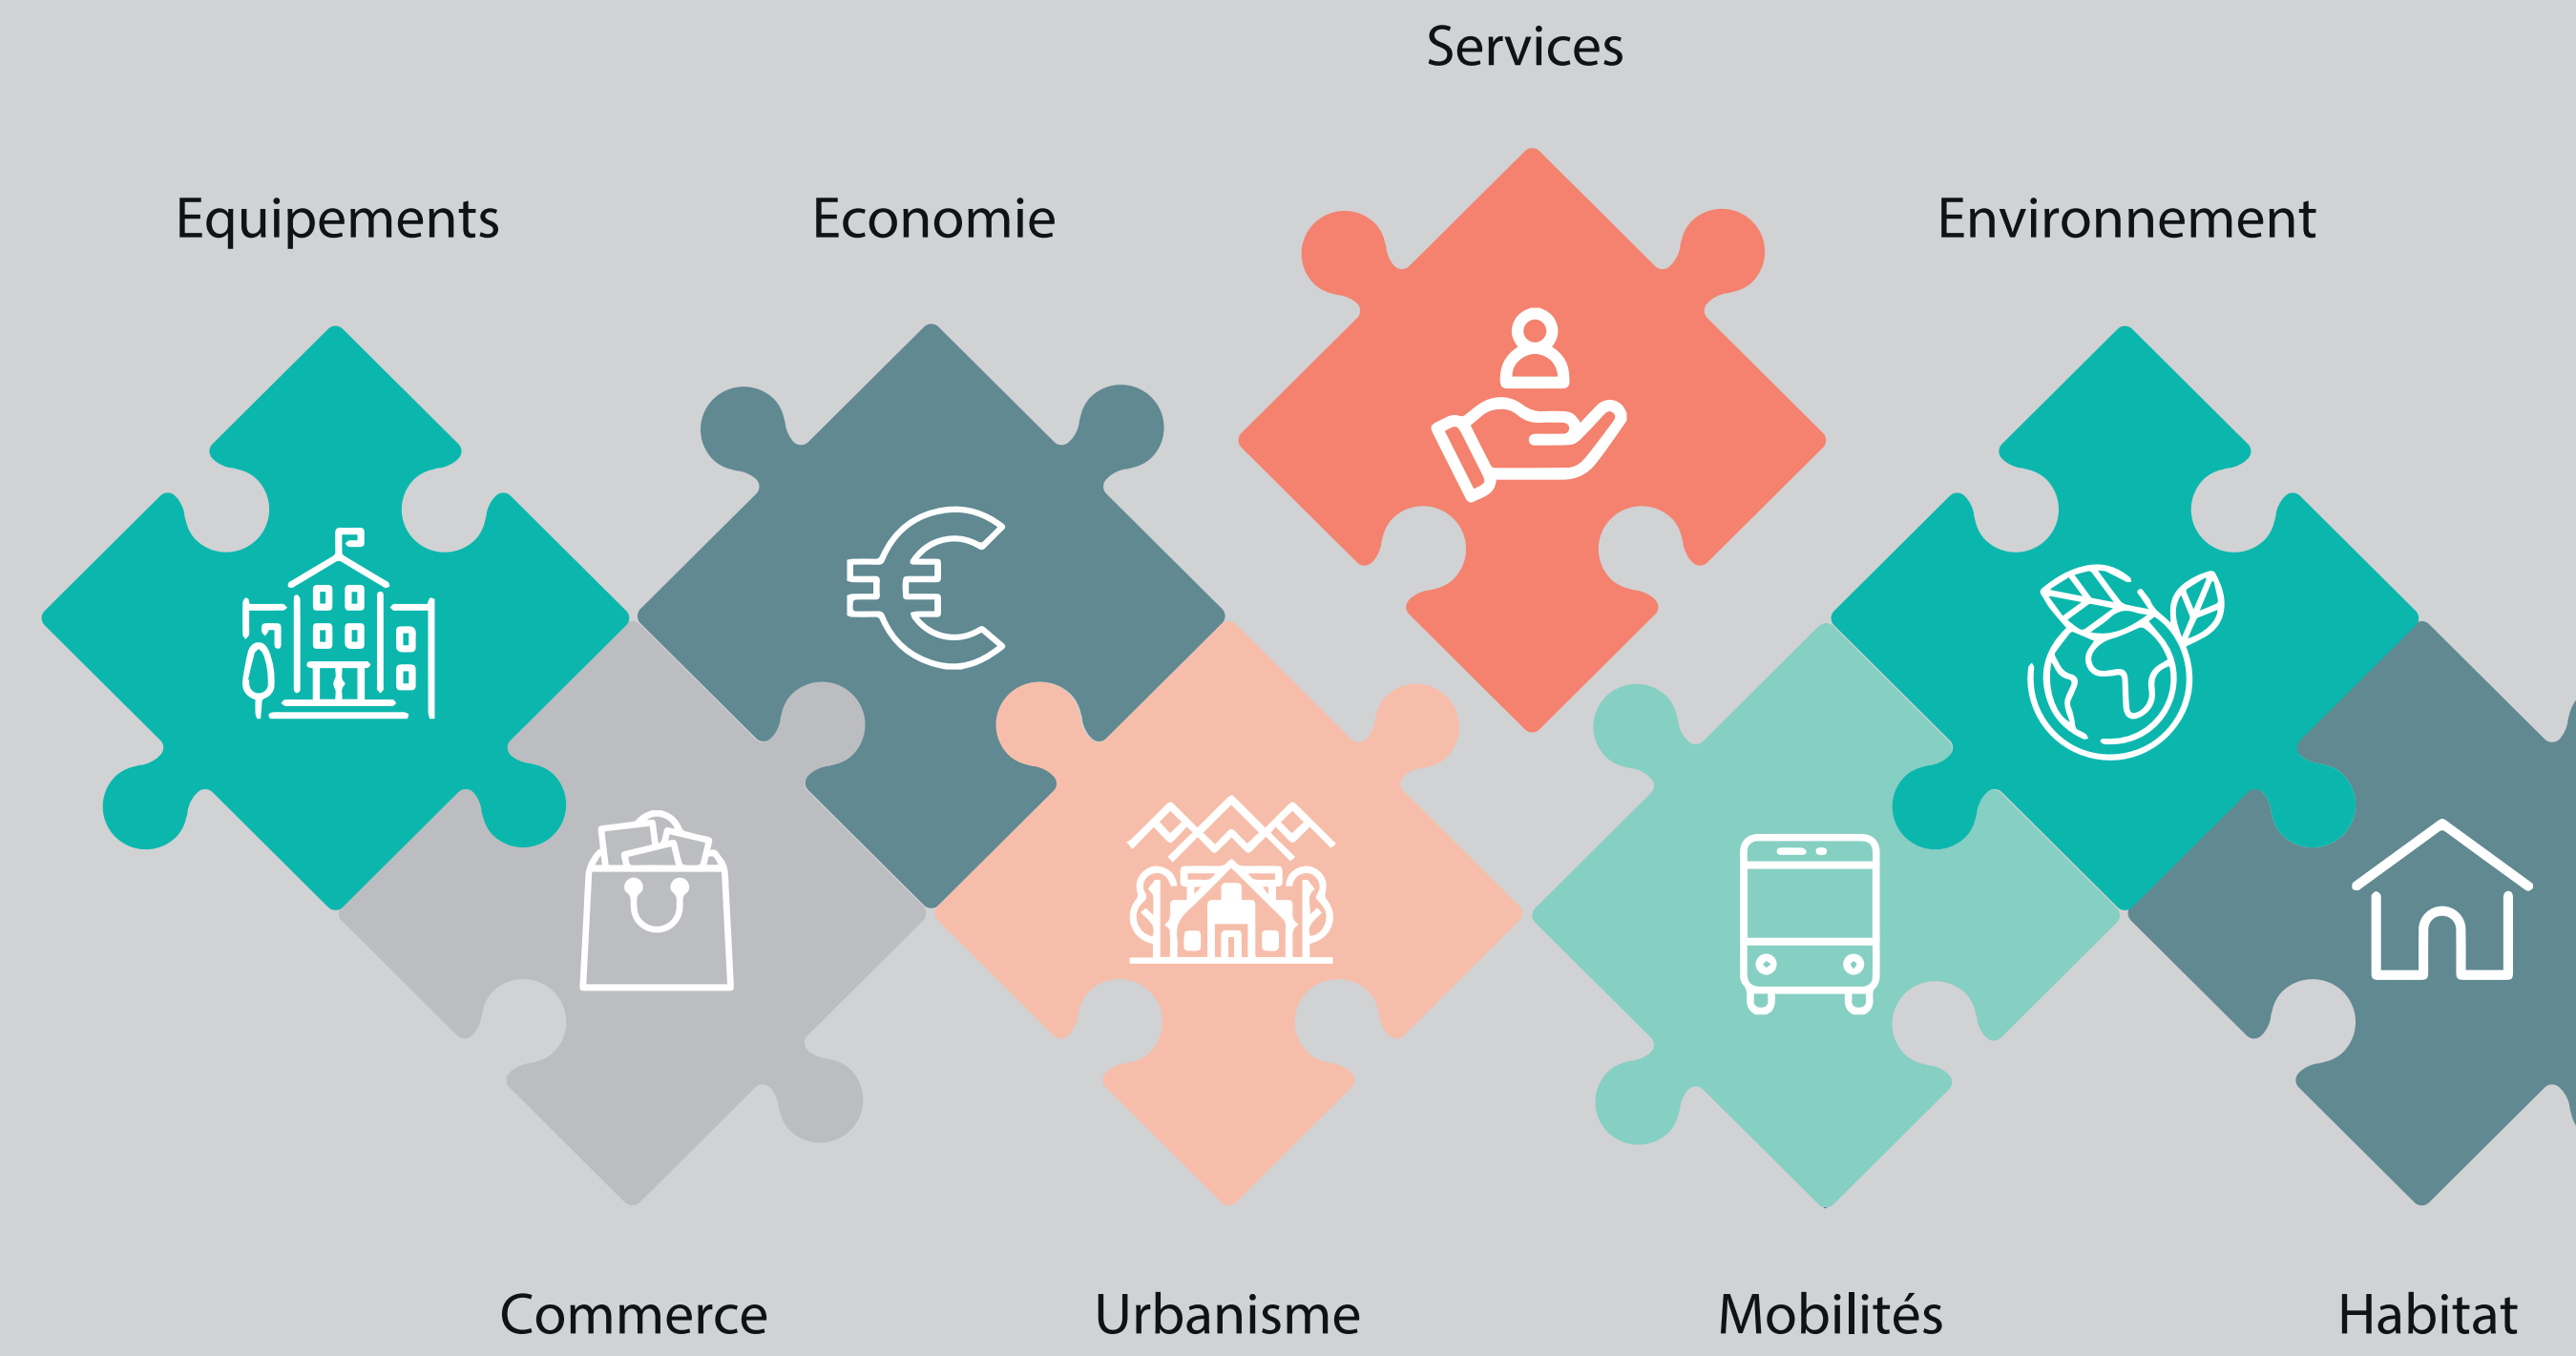 Services
Equipements
Economie
Environnement
Commerce
Urbanisme
Mobilités
Habitat